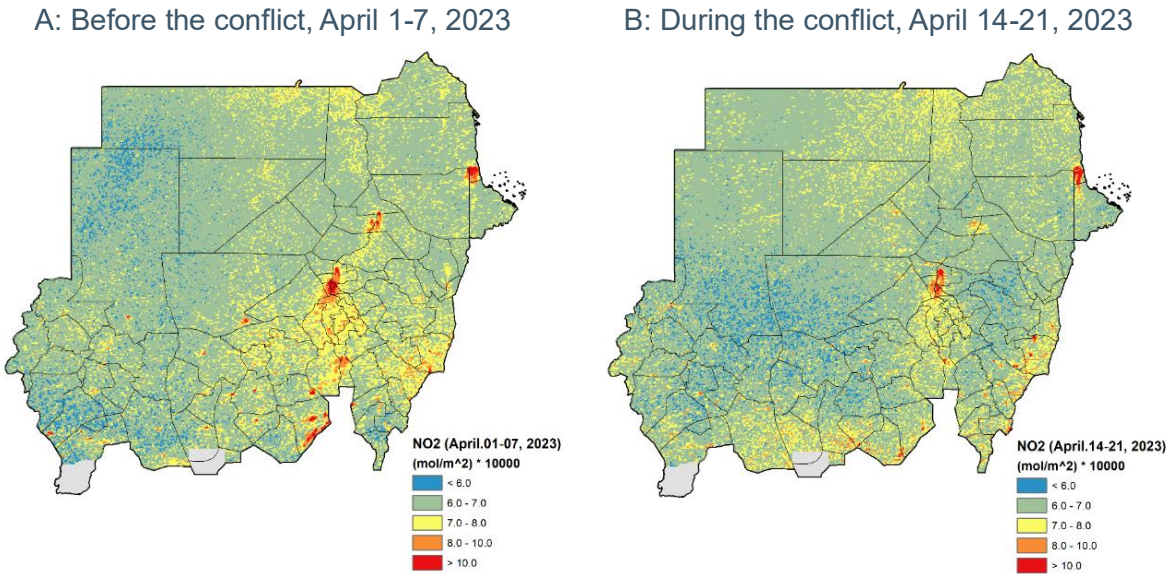 A: Before the conflict, April 1-7, 2023
B: During the conflict, April 14-21, 2023
NO2 (April.01-07, 2023)
(mol/m^2) * 10000
< 6.0
6.0 - 7.0
7.0 - 8.0
8.0 - 10.0
> 10.0
NO2 (April.14-21, 2023)
(mol/m^2) * 10000
< 6.0
6.0 - 7.0
7.0 - 8.0
8.0 - 10.0
> 10.0